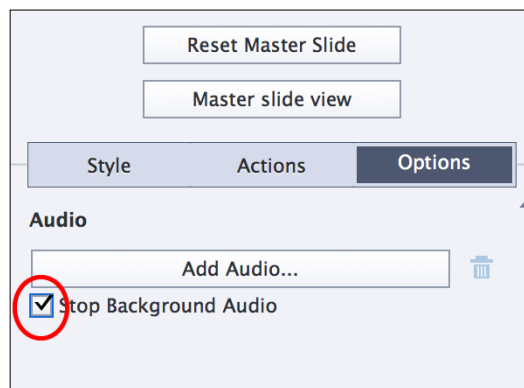 Reset Master Slide
Master slide view
Style Actions Options
Audio
Add Audio...
Stop Background Audio